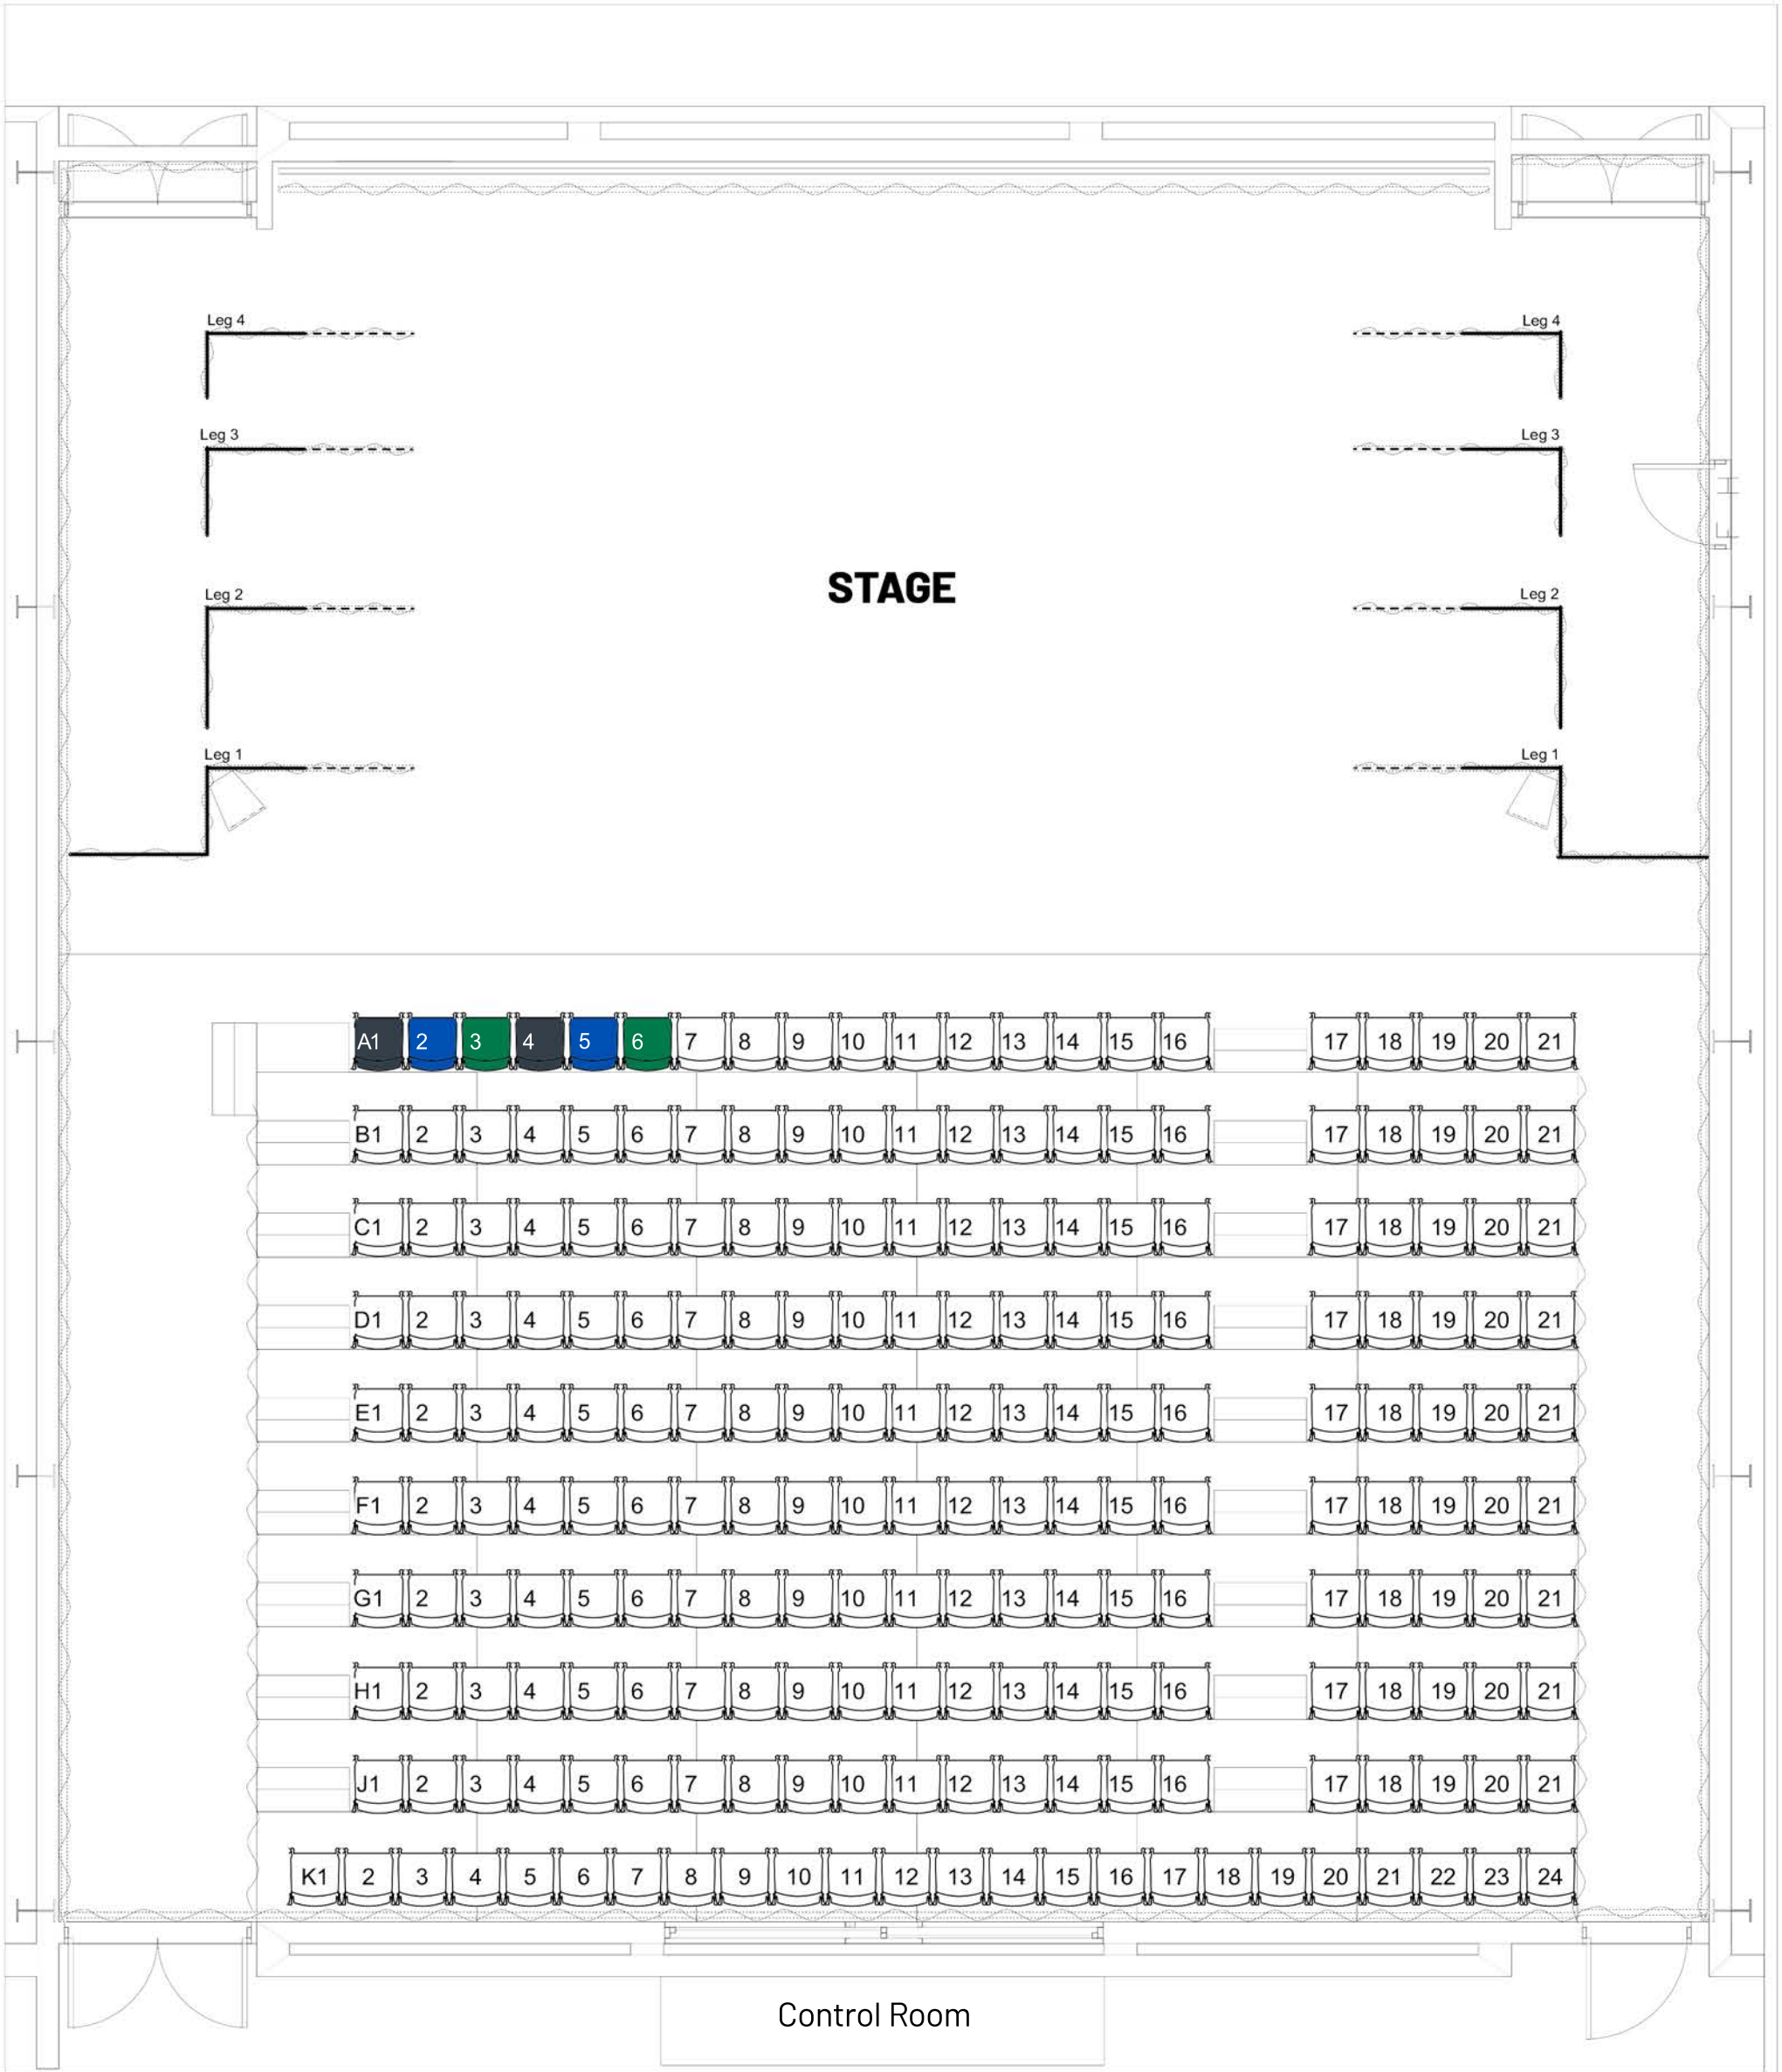 Leg 4 Leg 4
Leg 3 Leg 3
STAGE
Leg 2 Leg 2
Leg 1 Leg 1
A1 2 3 4 5 6 7 8 9 10 11 12 13 14 15 16 17 18 19 20 21
B1 2 3 4 5 6 7 8 9 10 11 12 13 14 15 16 17 18 19 20 21
C1 2 3 4 5 6 7 8 9 10 11 12 13 14 15 16 17 18 19 20 21
D1 2 3 4 5 6 7 8 9 10 11 12 13 14 15 16 17 18 19 20 21
E1 2 3 4 5 6 7 8 9 10 11 12 13 14 15 16 17 18 19 20 21
F1 2 3 4 5 6 7 8 9 10 11 12 13 14 15 16 17 18 19 20 21
G1 2 3 4 5 6 7 8 9 10 11 12 13 14 15 16 17 18 19 20 21
H1 2 3 4 5 6 7 8 9 10 11 12 13 14 15 16 17 18 19 20 21
J1 2 3 4 5 6 7 8 9 10 11 12 13 14 15 16 17 18 19 20 21
K1 2 3 4 5 6 7 8 9 10 11 12 13 14 15 16 17 18 19 20 21 22 23 24
Control Room